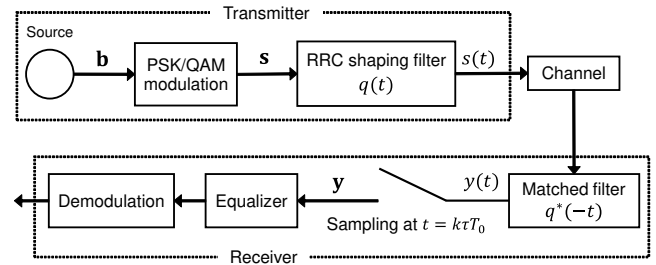 Transmitter
Source
b
PSK/QAM
modulation
s
RRC shaping filter
q(t)
s(t)
Channel
Demodulation
Equalizer
y
Sampling at t = kτT₀
y(t)
Matched filter
q*(−t)
Receiver